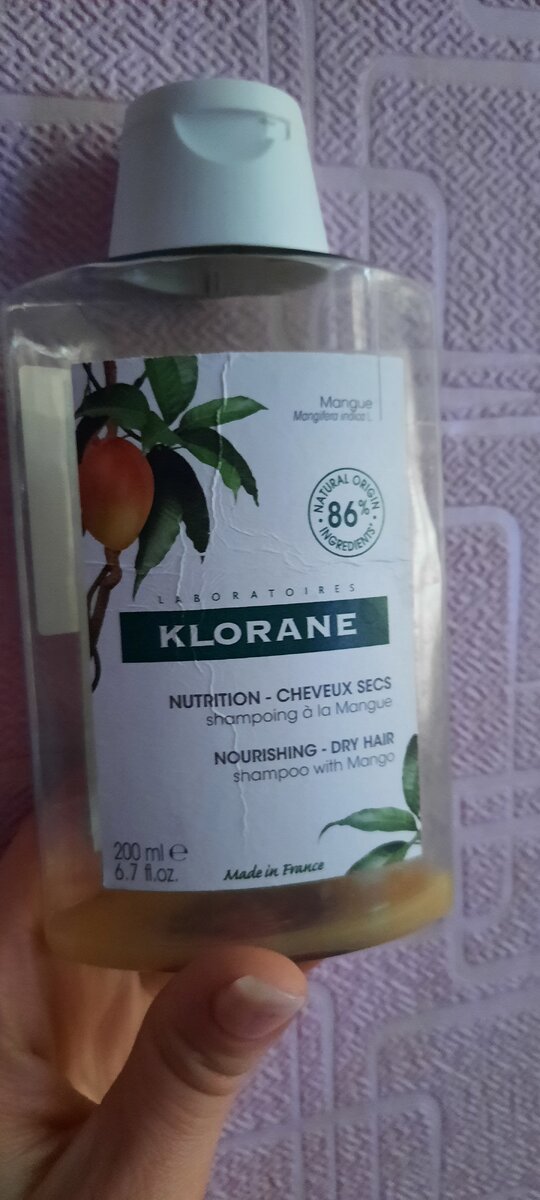 Mangue
Mangifera indica L.
NATURAL ORIGIN
86%
INGREDIENTS*
LABORATOIRES
KLORANE
NUTRITION - CHEVEUX SECS
shampoing à la Mangue
NOURISHING - DRY HAIR
shampoo with Mango
200 ml ℮
6.7 fl.oz.
Made in France